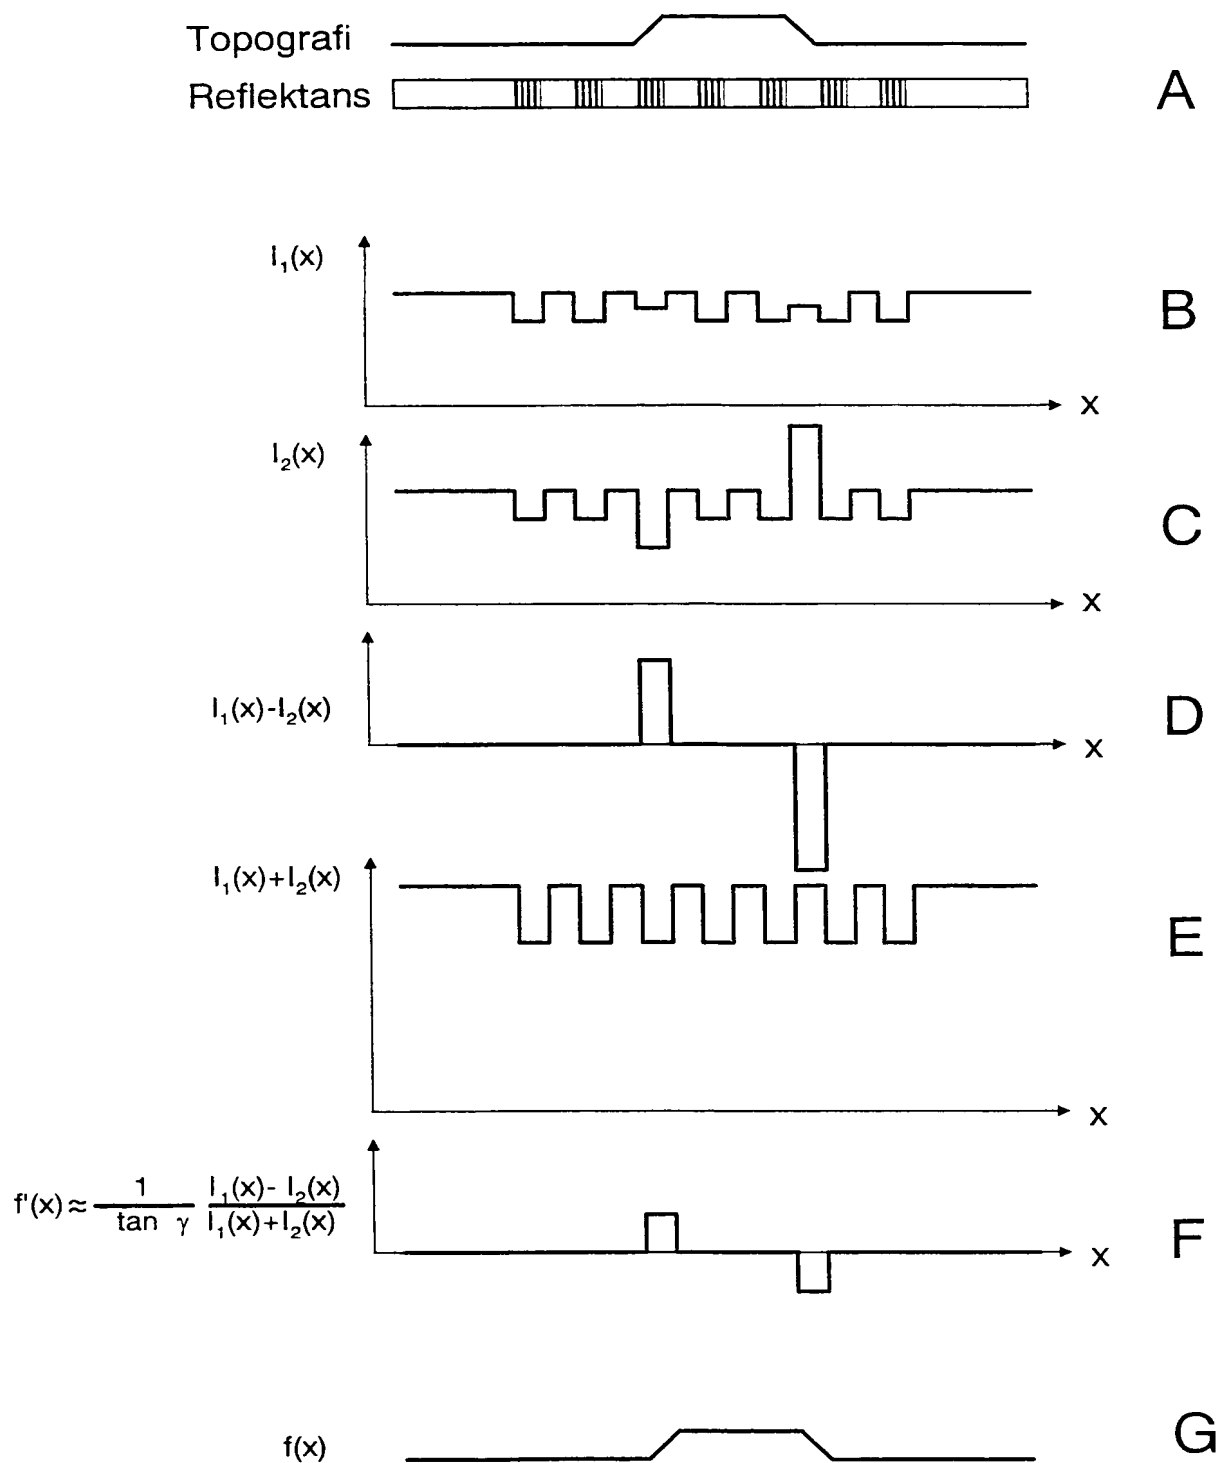 Topografi
Reflektans
A
I₁(x)
B
x
I₂(x)
C
x
I₁(x)-I₂(x)
D
x
I₁(x)+I₂(x)
E
x
f'(x) ≈ 1 / tan γ I₁(x)- I₂(x) / I₁(x)+I₂(x)
F
x
f(x)
G